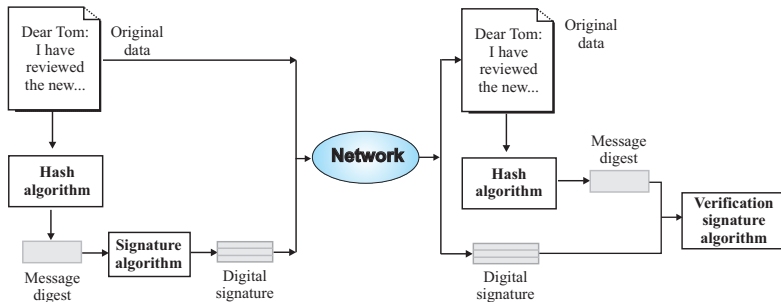 Dear Tom:
I have
reviewed
the new...
Original
data
Hash
algorithm
Message
digest
Signature
algorithm
Digital
signature
Network
Dear Tom:
I have
reviewed
the new...
Original
data
Hash
algorithm
Message
digest
Digital
signature
Verification
signature
algorithm